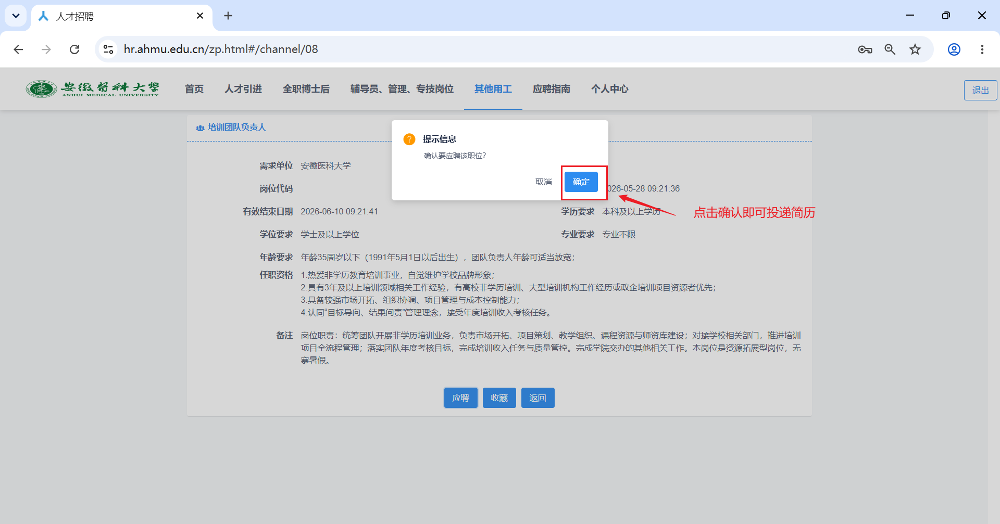 人才招聘
hr.ahmu.edu.cn/zp.html#/channel/08
安徽醫科大学
ANHUI MEDICAL UNIVERSITY
首页 人才引进 全职博士后 辅导员、管理、专技岗位 其他用工 应聘指南 个人中心
退出
培训团队负责人
提示信息
确认要应聘该职位?
取消 确定
需求单位 安徽医科大学
岗位代码
026-05-28 09:21:36
有效结束日期 2026-06-10 09:21:41
学历要求 本科及以上学历
点击确认即可投递简历
学位要求 学士及以上学位
专业要求 专业不限
年龄要求 年龄35周岁以下（1991年5月1日以后出生），团队负责人年龄可适当放宽；
任职资格 1.热爱非学历教育培训事业，自觉维护学校品牌形象；
2.具有3年及以上培训领域相关工作经验，有高校非学历培训、大型培训机构工作经历或政企培训项目资源者优先；
3.具备较强市场开拓、组织协调、项目管理与成本控制能力；
4.认同“目标导向、结果问责”管理理念，接受年度培训收入考核任务。
备注 岗位职责：统筹团队开展非学历培训业务，负责市场开拓、项目策划、教学组织、课程资源与师资库建设；对接学校相关部门，推进培训
项目全流程管理；落实团队年度考核目标，完成培训收入任务与质量管控。完成学院交办的其他相关工作。本岗位是资源拓展型岗位，无
寒暑假。
应聘 收藏 返回